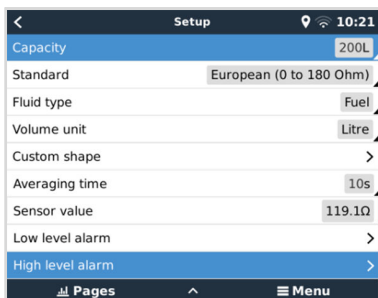 Setup 10:21
Capacity 200L
Standard European (0 to 180 Ohm)
Fluid type Fuel
Volume unit Litre
Custom shape
Averaging time 10s
Sensor value 119.1Ω
Low level alarm
High level alarm
Pages Menu